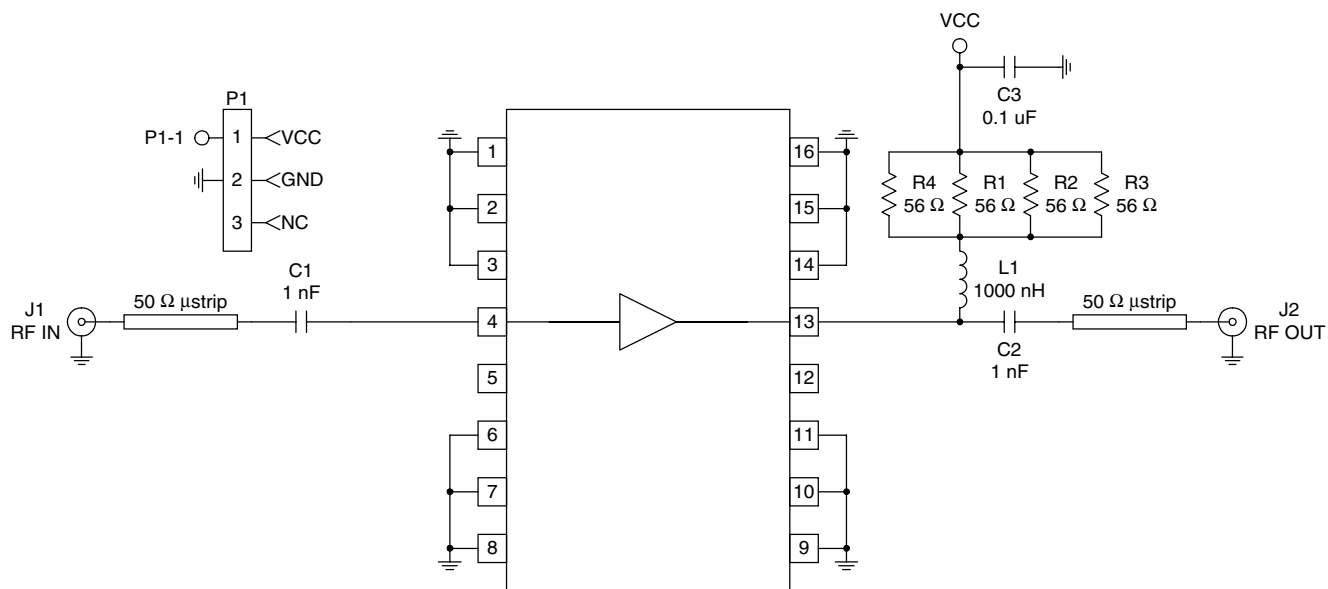 VCC
C3
0.1 uF
P1
P1-1
1
VCC
2
GND
3
NC
R4
56 Ω
R1
56 Ω
R2
56 Ω
R3
56 Ω
L1
1000 nH
J1
RF IN
50 Ω μstrip
C1
1 nF
1
2
3
4
5
6
7
8
16
15
14
13
12
11
10
9
C2
1 nF
50 Ω μstrip
J2
RF OUT